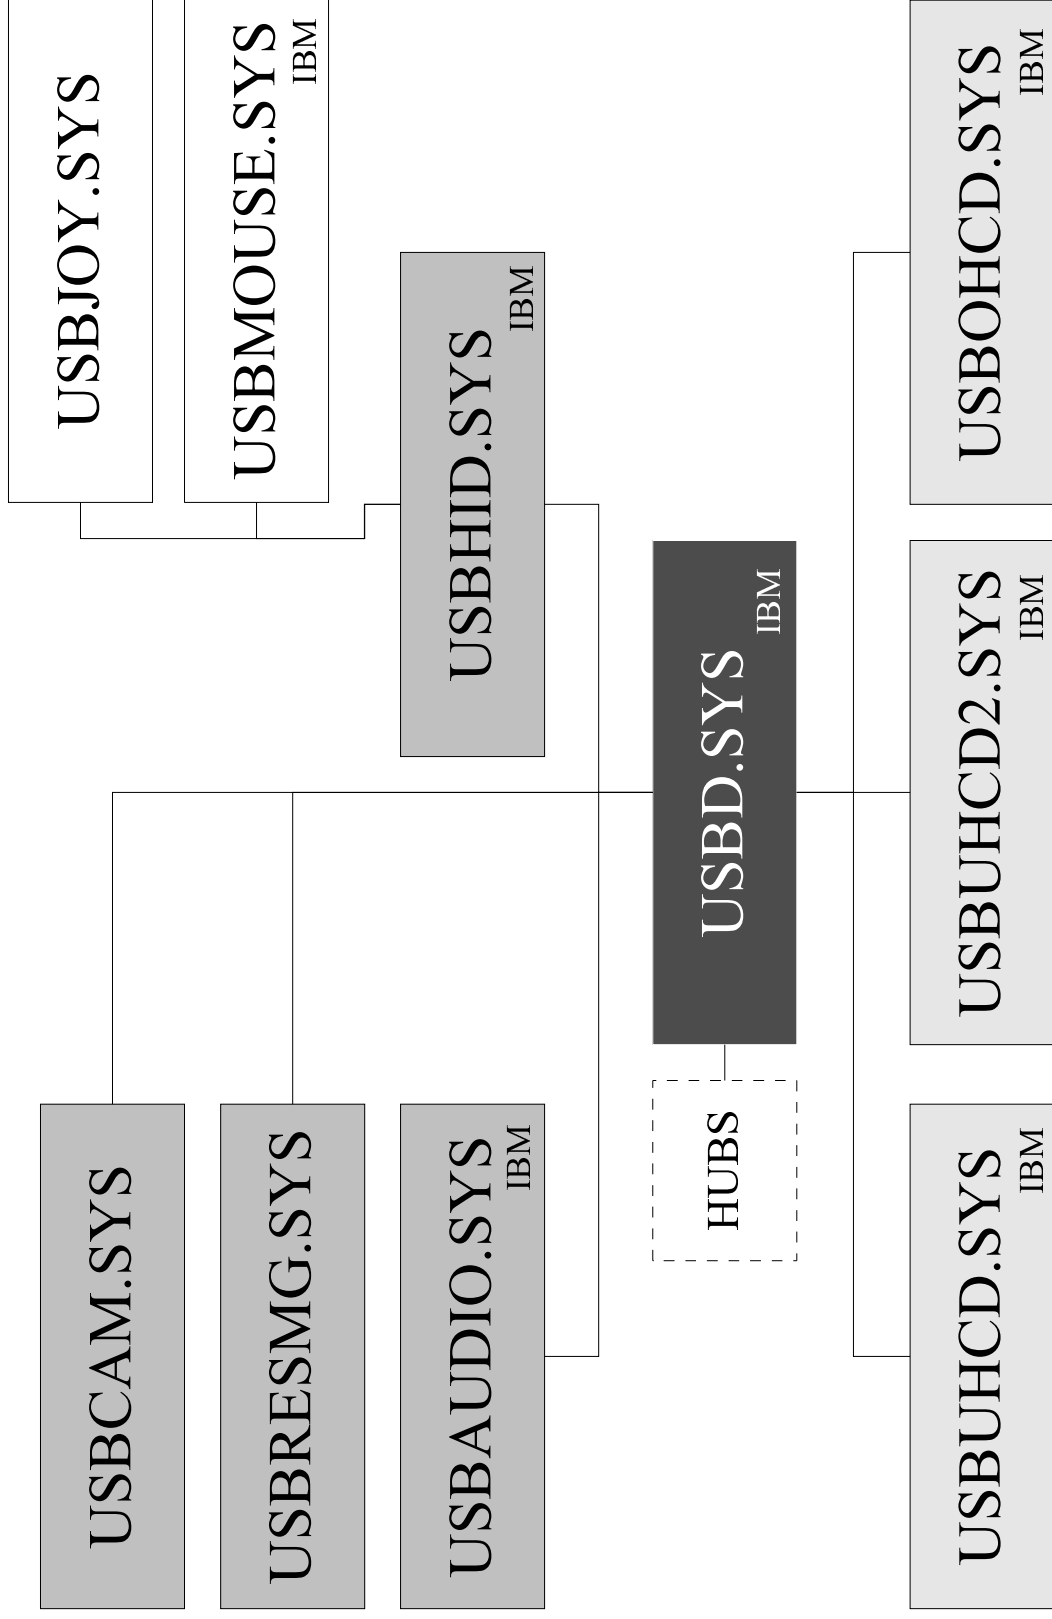 USBJOY.SYS
USBCAM.SYS
USBMOUSE.SYS
IBM
USBRESMG.SYS
USBAUDIO.SYS
IBM
USBHID.SYS
IBM
HUBS
USBD.SYS
IBM
USBUHCD.SYS
IBM
USBUHCD2.SYS
IBM
USBOHCD.SYS
IBM